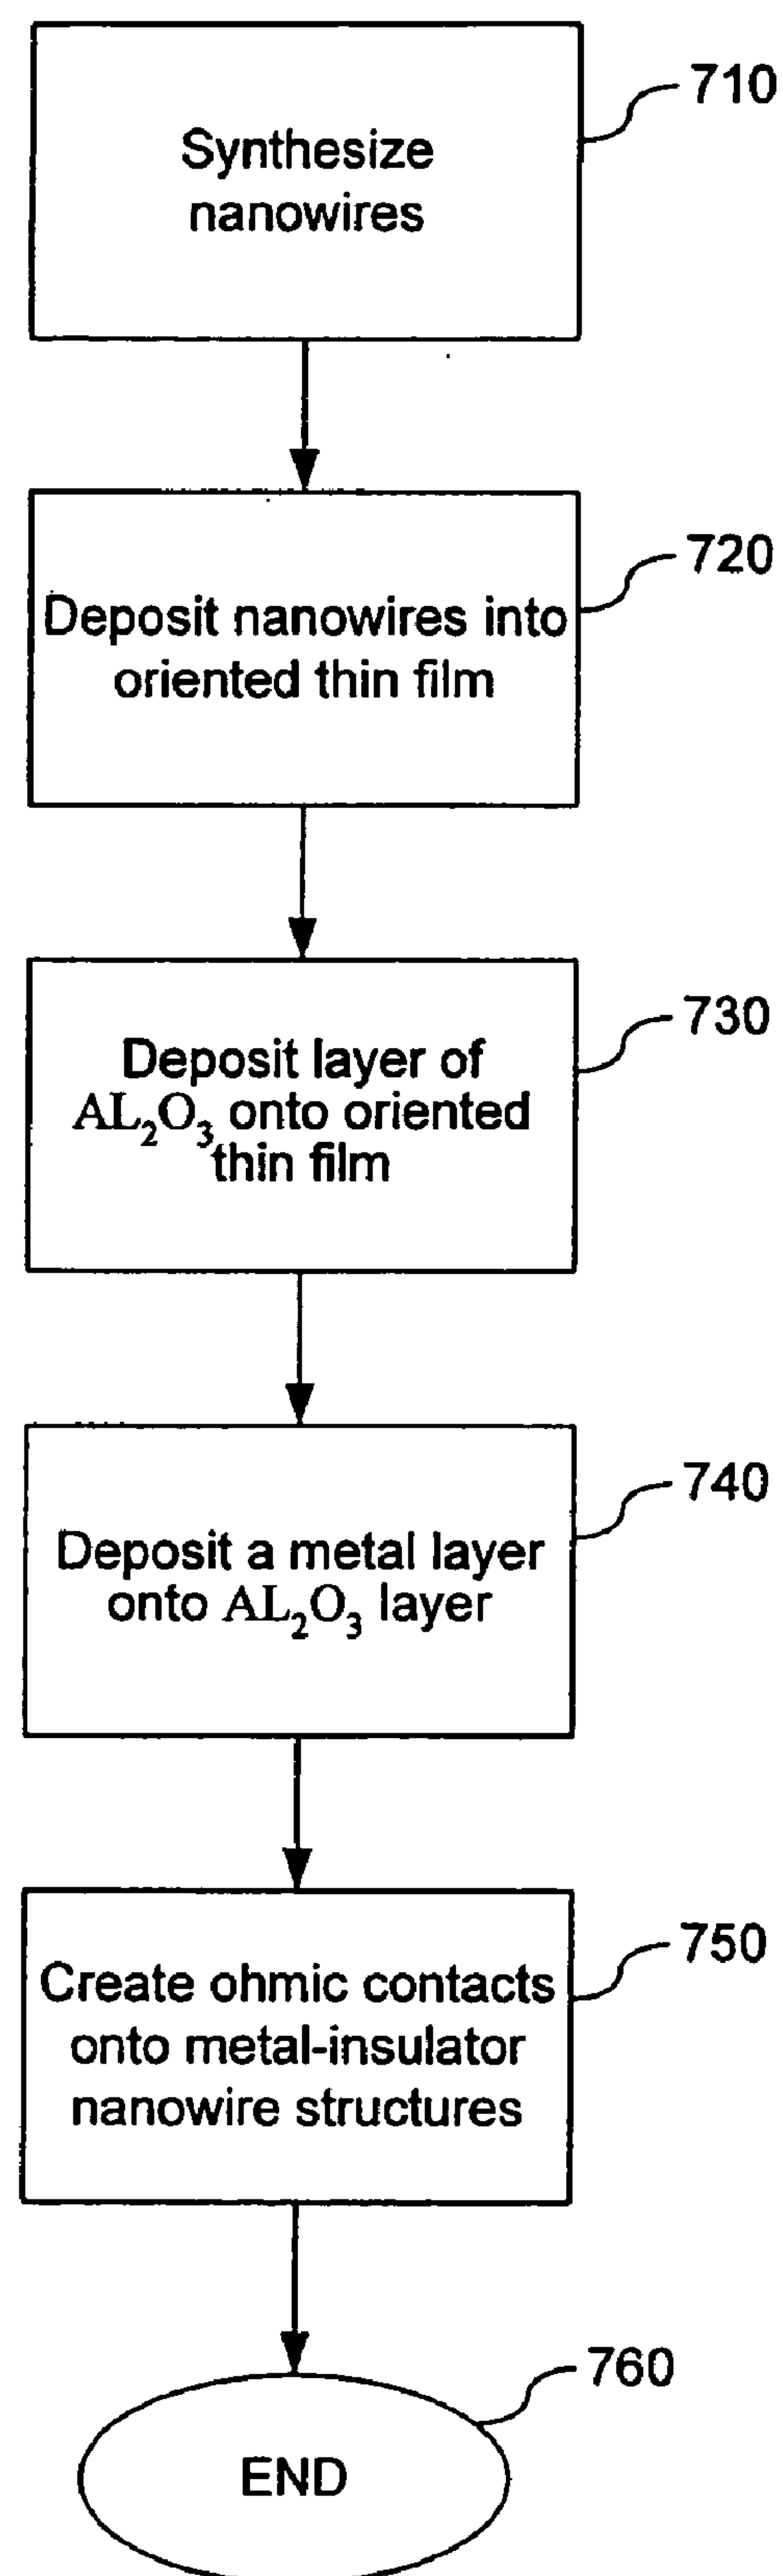 710
Synthesize
nanowires
720
Deposit nanowires into
oriented thin film
730
Deposit layer of
AL₂O₃ onto oriented
thin film
740
Deposit a metal layer
onto AL₂O₃ layer
750
Create ohmic contacts
onto metal-insulator
nanowire structures
760
END